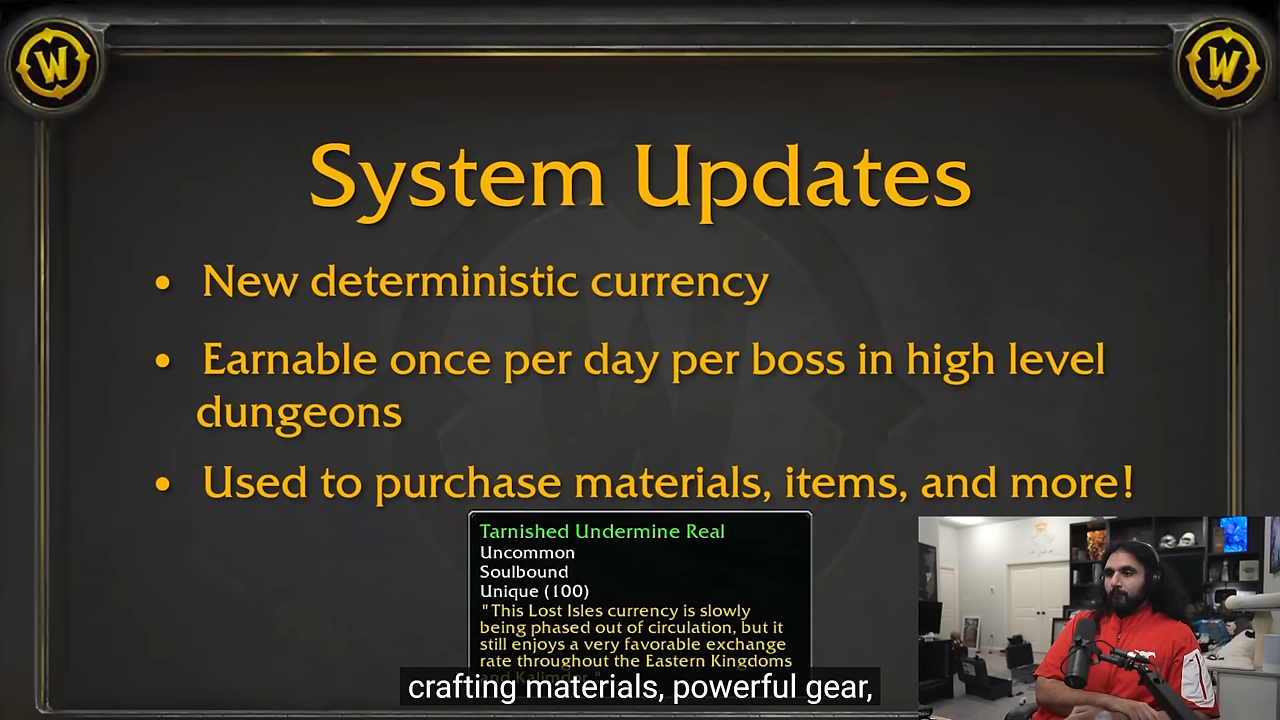 W
W
System Updates
• New deterministic currency
• Earnable once per day per boss in high level
dungeons
• Used to purchase materials, items, and more!
Tarnished Undermine Real
Uncommon
Soulbound
Unique (100)
"This Lost Isles currency is slowly
being phased out of circulation, but it
still enjoys a very favorable exchange
rate throughout the Eastern Kingdoms
and Kalimdor."
crafting materials, powerful gear,